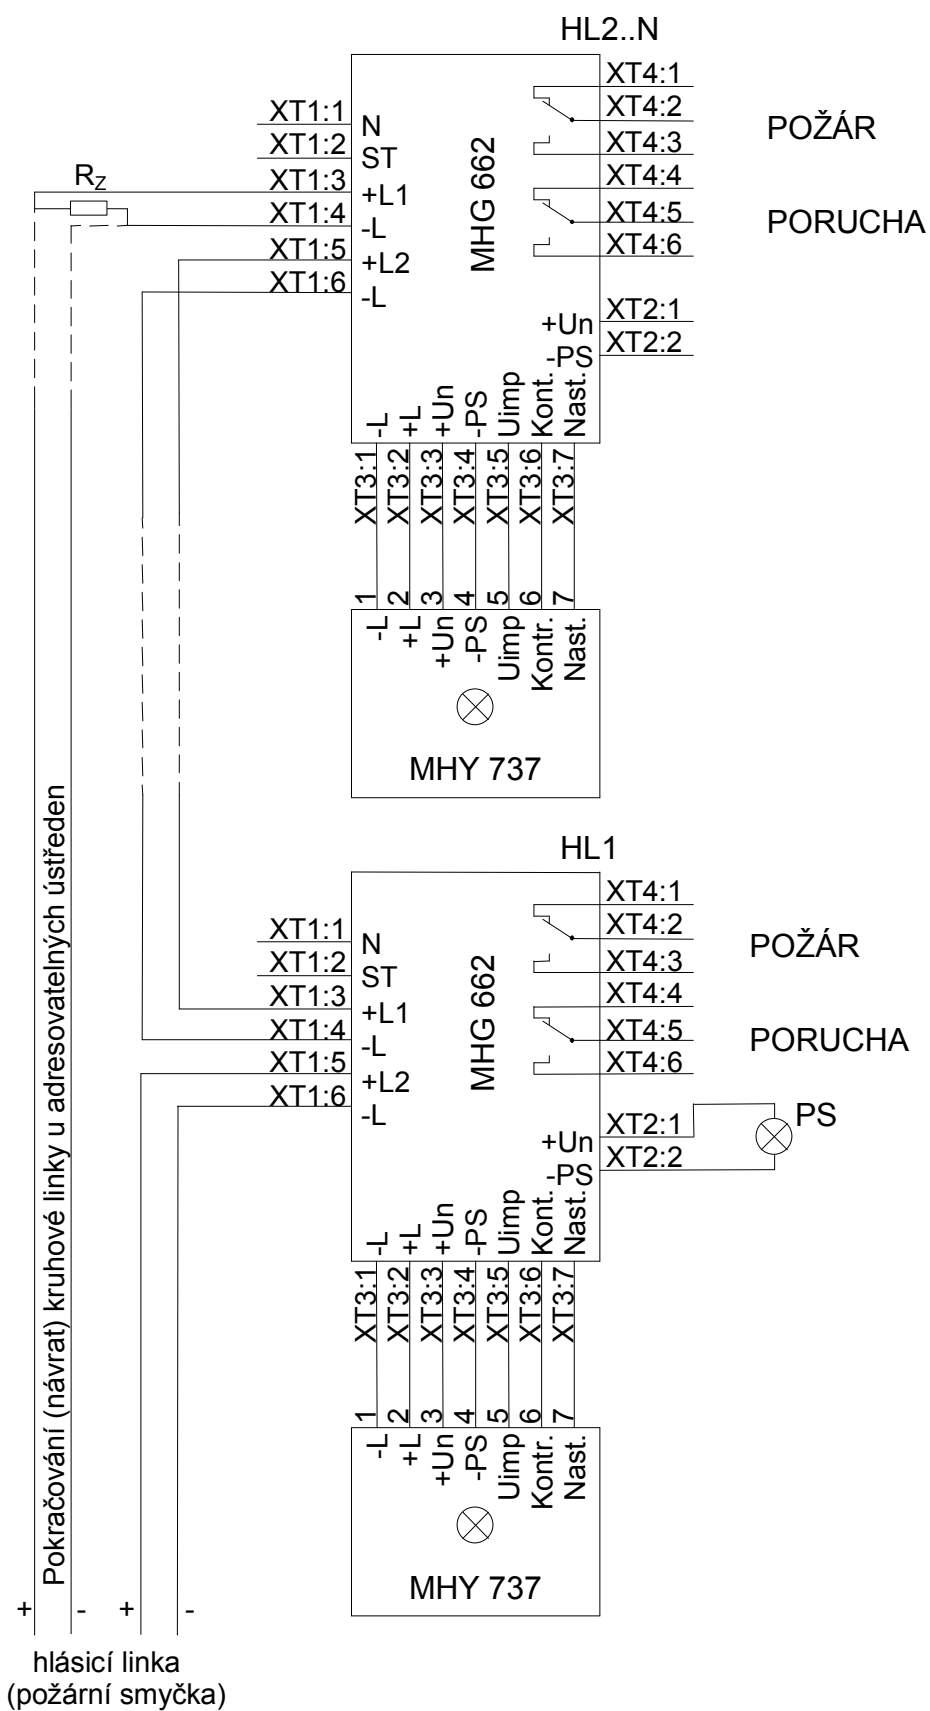 HL2..N
XT1:1
XT1:2
XT1:3
XT1:4
XT1:5
XT1:6
RZ
N
ST
+L1
-L
+L2
-L
MHG 662
XT4:1
XT4:2
XT4:3
XT4:4
XT4:5
XT4:6
POŽÁR
PORUCHA
+Un
-PS
XT2:1
XT2:2
-L
+L
+Un
-PS
Uimp
Kont.
Nast.
XT3:1
XT3:2
XT3:3
XT3:4
XT3:5
XT3:6
XT3:7
1
2
3
4
5
6
7
-L
+L
+Un
-PS
Uimp
Kontr.
Nast.
MHY 737
HL1
XT1:1
XT1:2
XT1:3
XT1:4
XT1:5
XT1:6
N
ST
+L1
-L
+L2
-L
MHG 662
XT4:1
XT4:2
XT4:3
XT4:4
XT4:5
XT4:6
POŽÁR
PORUCHA
+Un
-PS
XT2:1
XT2:2
PS
-L
+L
+Un
-PS
Uimp
Kont.
Nast.
XT3:1
XT3:2
XT3:3
XT3:4
XT3:5
XT3:6
XT3:7
1
2
3
4
5
6
7
-L
+L
+Un
-PS
Uimp
Kontr.
Nast.
MHY 737
Pokračování (návrat) kruhové linky u adresovatelných ústředen
+ - + -
hlásicí linka
(požární smyčka)